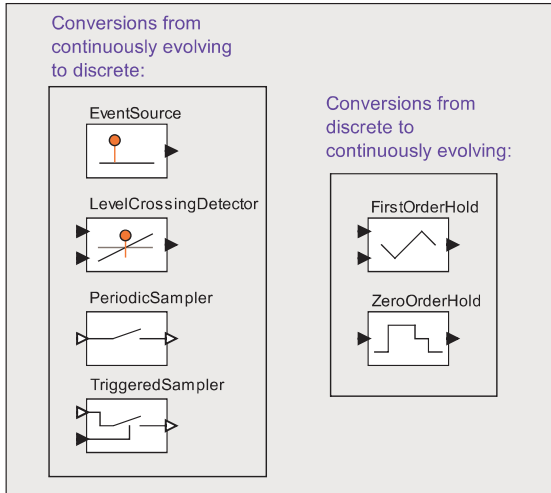 Conversions from
continuously evolving
to discrete:
EventSource
LevelCrossingDetector
PeriodicSampler
TriggeredSampler
Conversions from
discrete to
continuously evolving:
FirstOrderHold
ZeroOrderHold